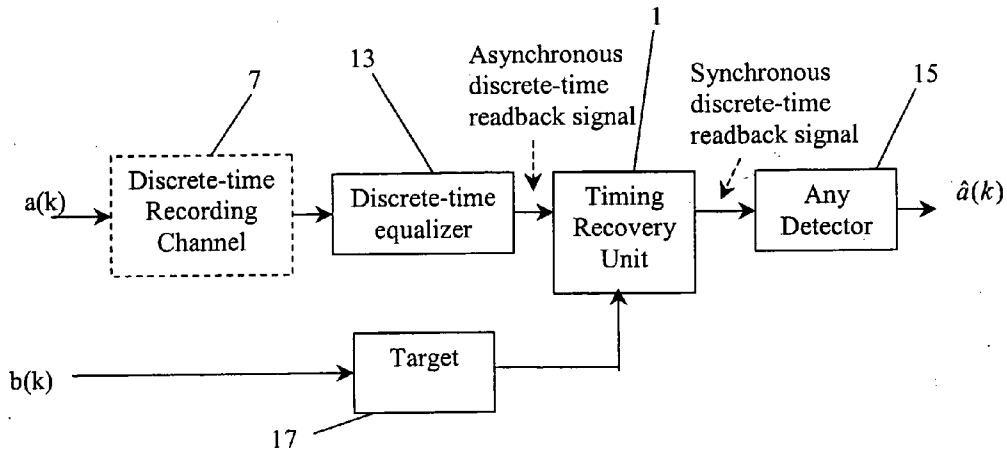 1
13
Asynchronous
discrete-time
readback signal
Synchronous
discrete-time
readback signal
15
7
a(k)
Discrete-time
Recording
Channel
Discrete-time
equalizer
Timing
Recovery
Unit
Any
Detector
â(k)
b(k)
Target
17